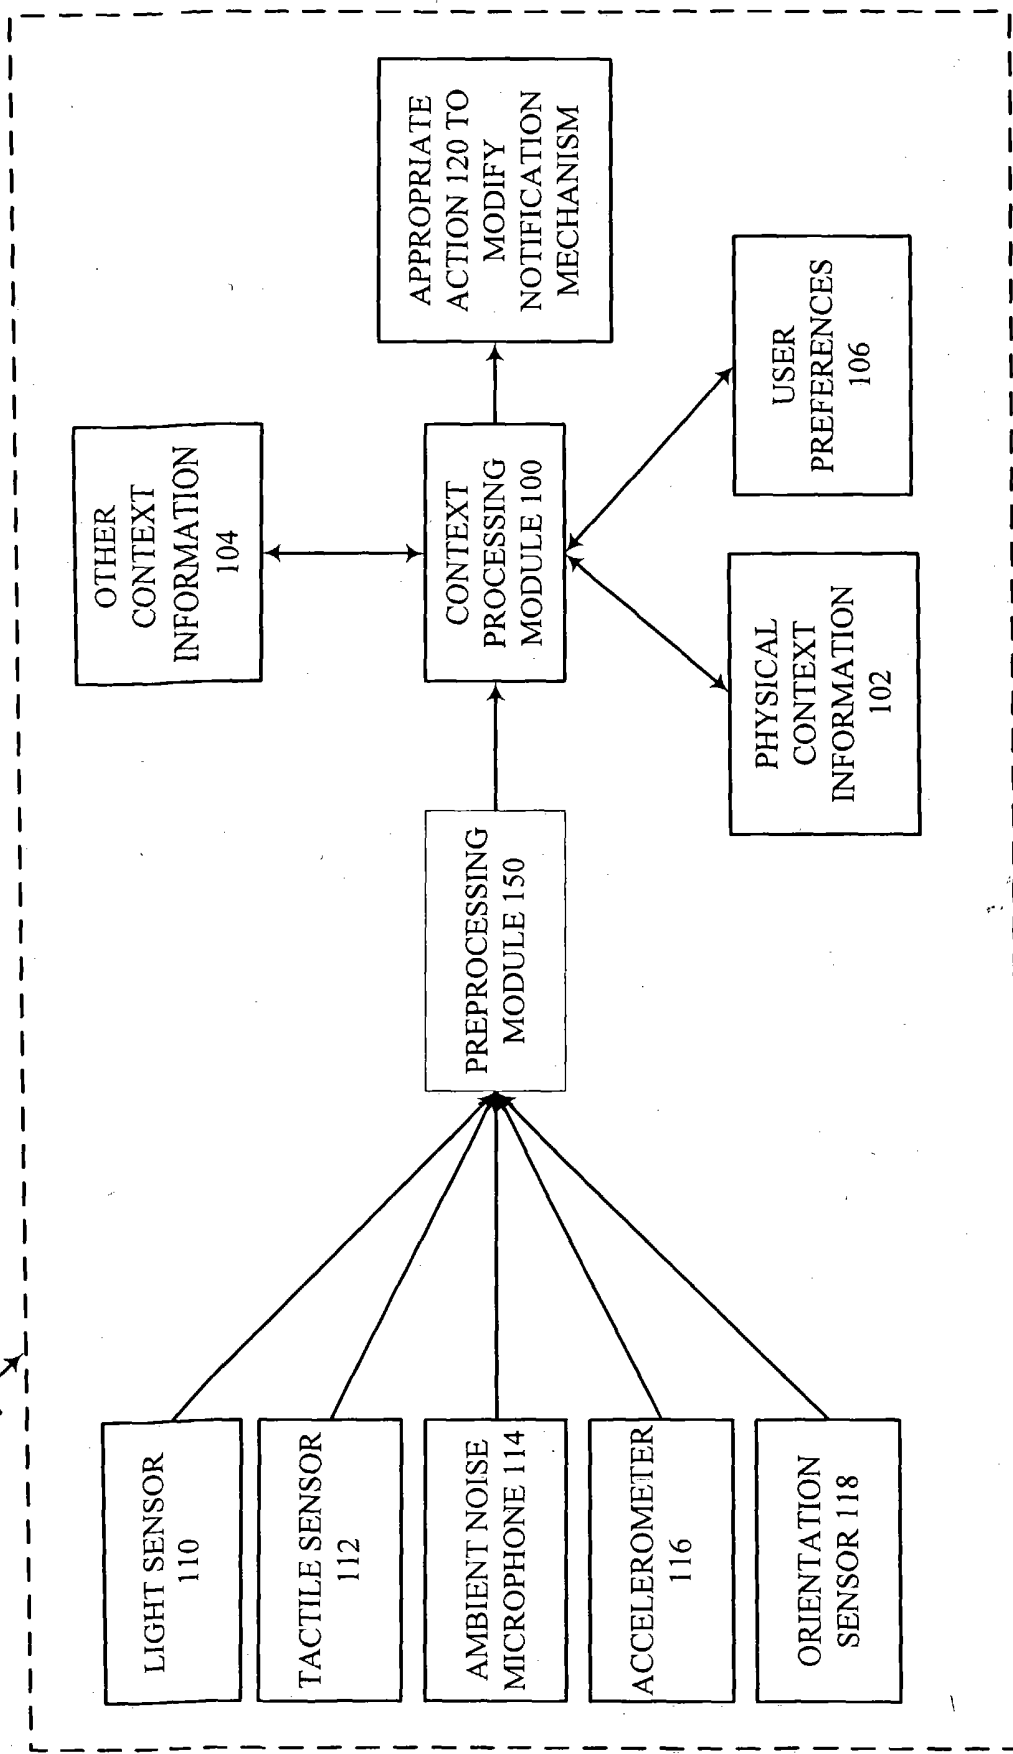 LIGHT SENSOR
110
TACTILE SENSOR
112
AMBIENT NOISE
MICROPHONE 114
ACCELEROMETER
116
ORIENTATION
SENSOR 118
PREPROCESSING
MODULE 150
OTHER
CONTEXT
INFORMATION
104
CONTEXT
PROCESSING
MODULE 100
PHYSICAL
CONTEXT
INFORMATION
102
USER
PREFERENCES
106
APPROPRIATE
ACTION 120 TO
MODIFY
NOTIFICATION
MECHANISM